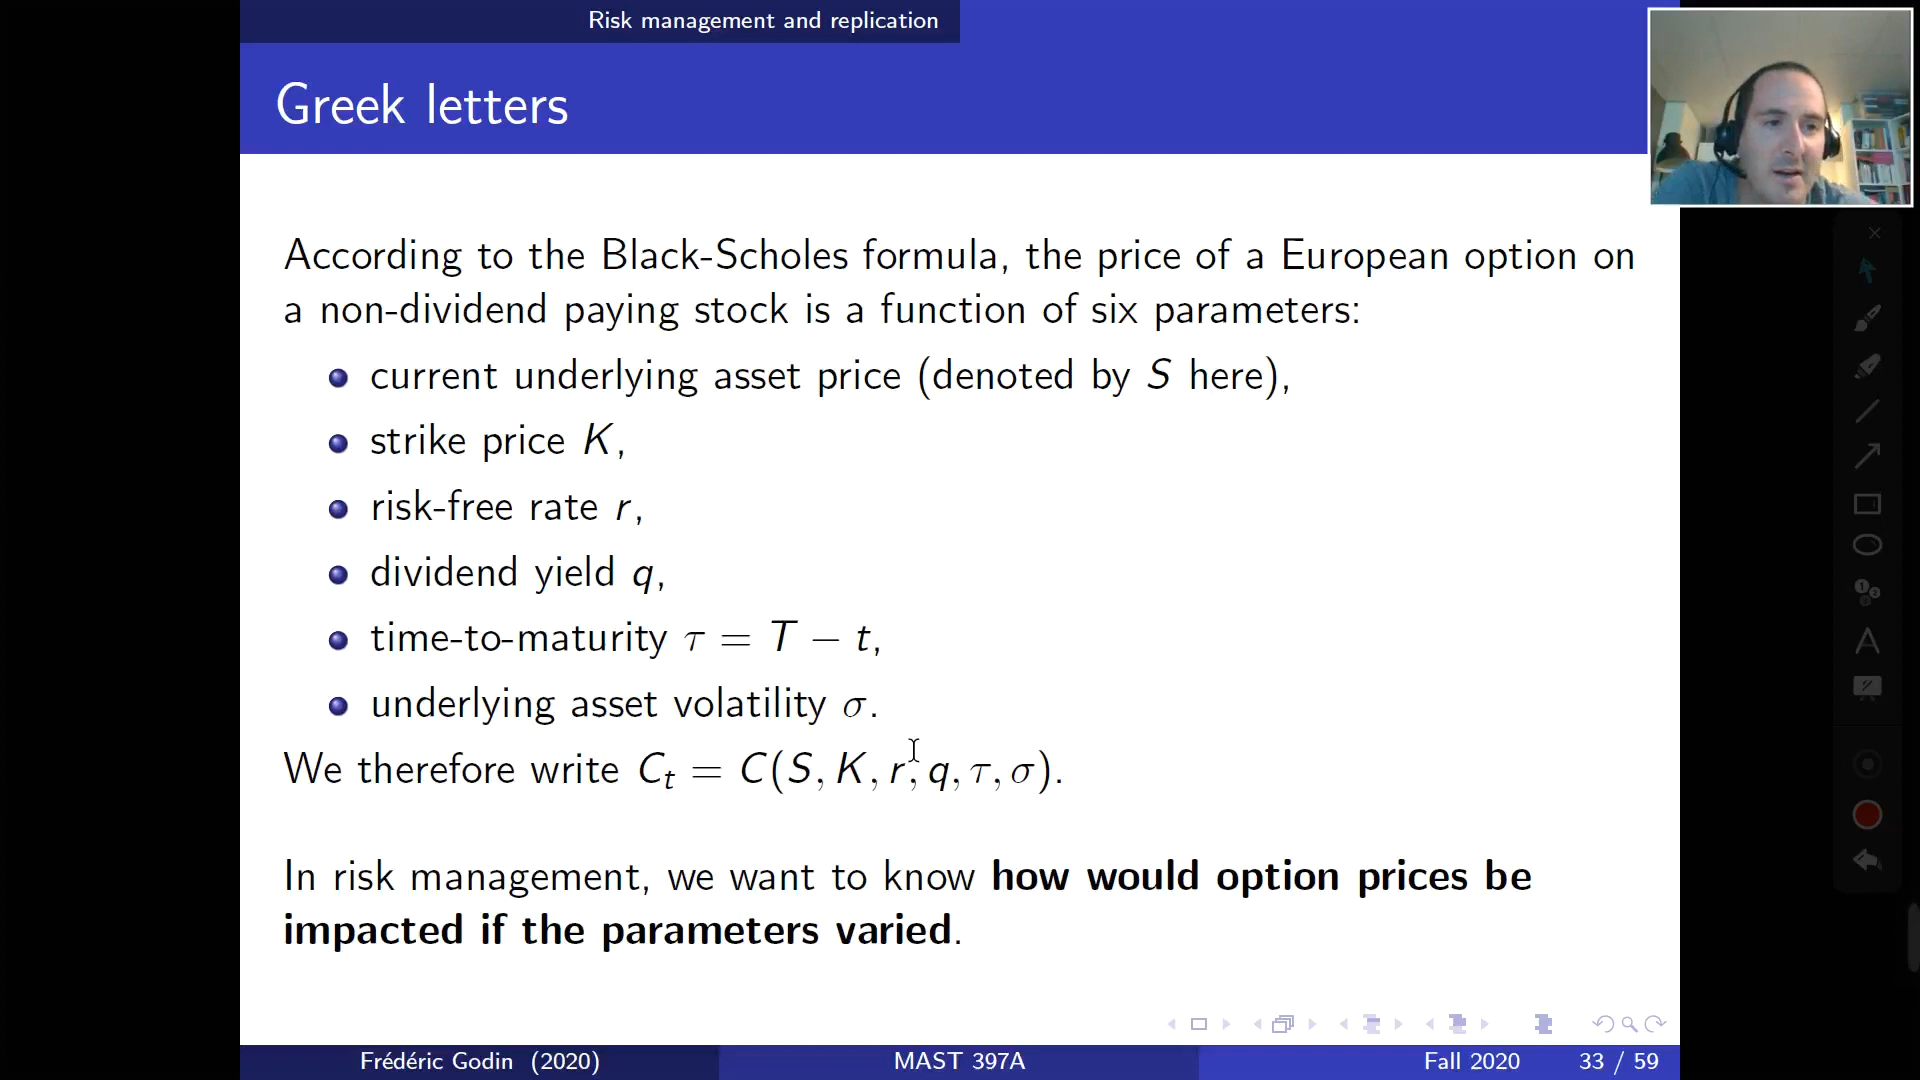 Risk management and replication
Greek letters
According to the Black-Scholes formula, the price of a European option on
a non-dividend paying stock is a function of six parameters:
current underlying asset price (denoted by S here),
strike price K,
risk-free rate r,
dividend yield q,
time-to-maturity τ = T − t,
underlying asset volatility σ.
We therefore write C_t = C(S, K, r, q, τ, σ).
In risk management, we want to know how would option prices be
impacted if the parameters varied.
Frédéric Godin (2020)
MAST 397A
Fall 2020
33 / 59